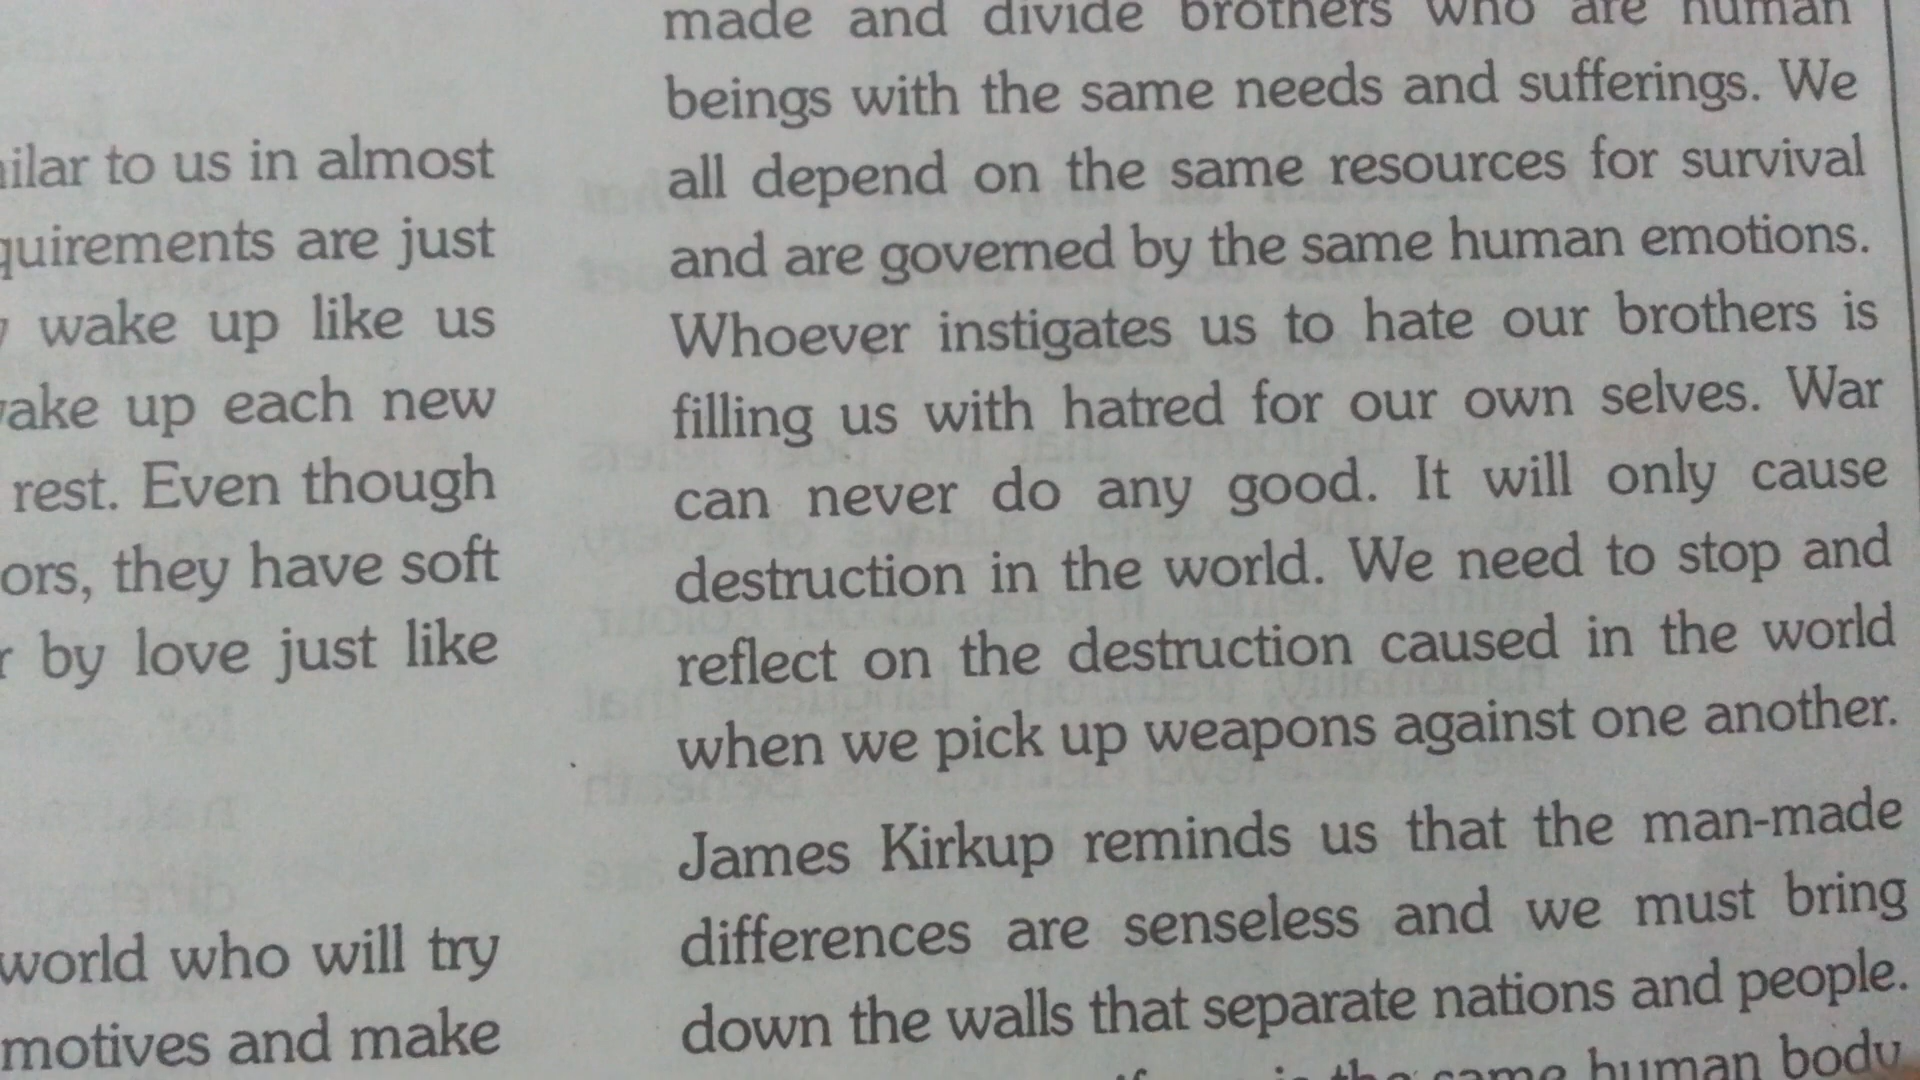 ilar to us in almost
quirements are just
wake up like us
ake up each new
rest. Even though
ors, they have soft
by love just like
world who will try
motives and make
made and divide brothers who are human
beings with the same needs and sufferings. We
all depend on the same resources for survival
and are governed by the same human emotions.
Whoever instigates us to hate our brothers is
filling us with hatred for our own selves. War
can never do any good. It will only cause
destruction in the world. We need to stop and
reflect on the destruction caused in the world
when we pick up weapons against one another.
James Kirkup reminds us that the man-made
differences are senseless and we must bring
down the walls that separate nations and people.
the same human body